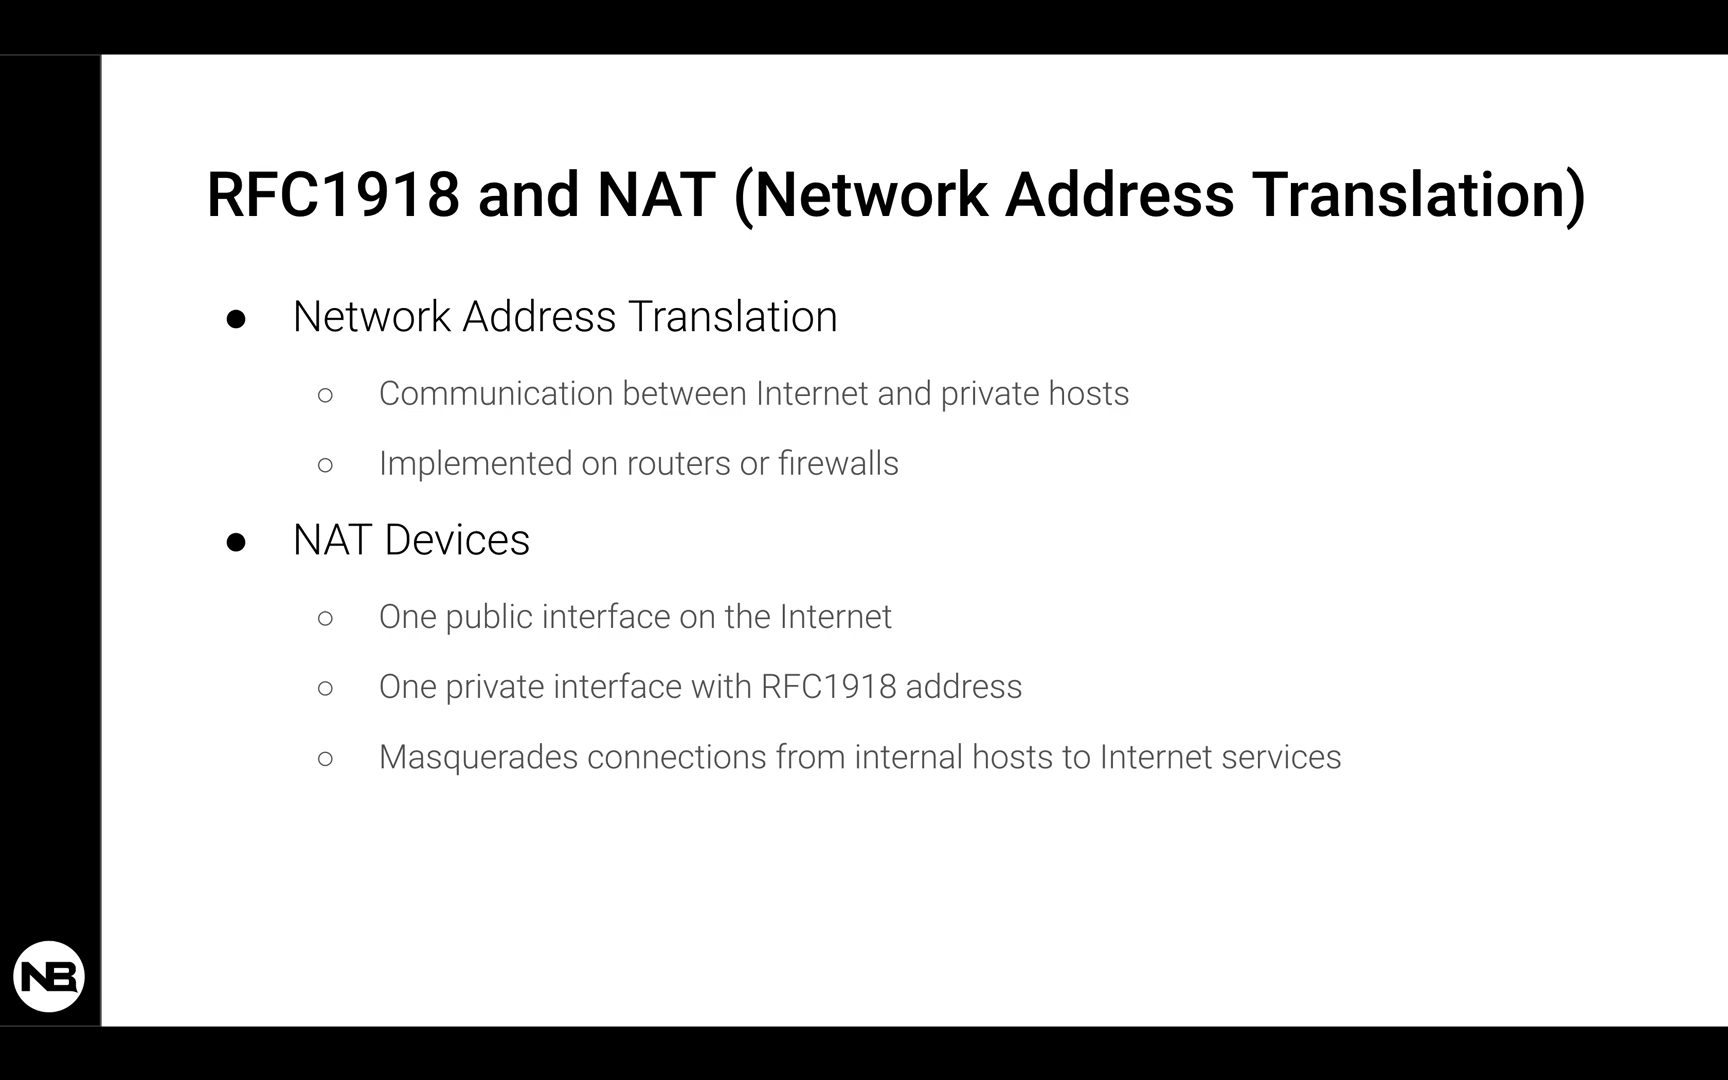 RFC1918 and NAT (Network Address Translation)
● Network Address Translation
○ Communication between Internet and private hosts
○ Implemented on routers or firewalls
● NAT Devices
○ One public interface on the Internet
○ One private interface with RFC1918 address
○ Masquerades connections from internal hosts to Internet services
NB